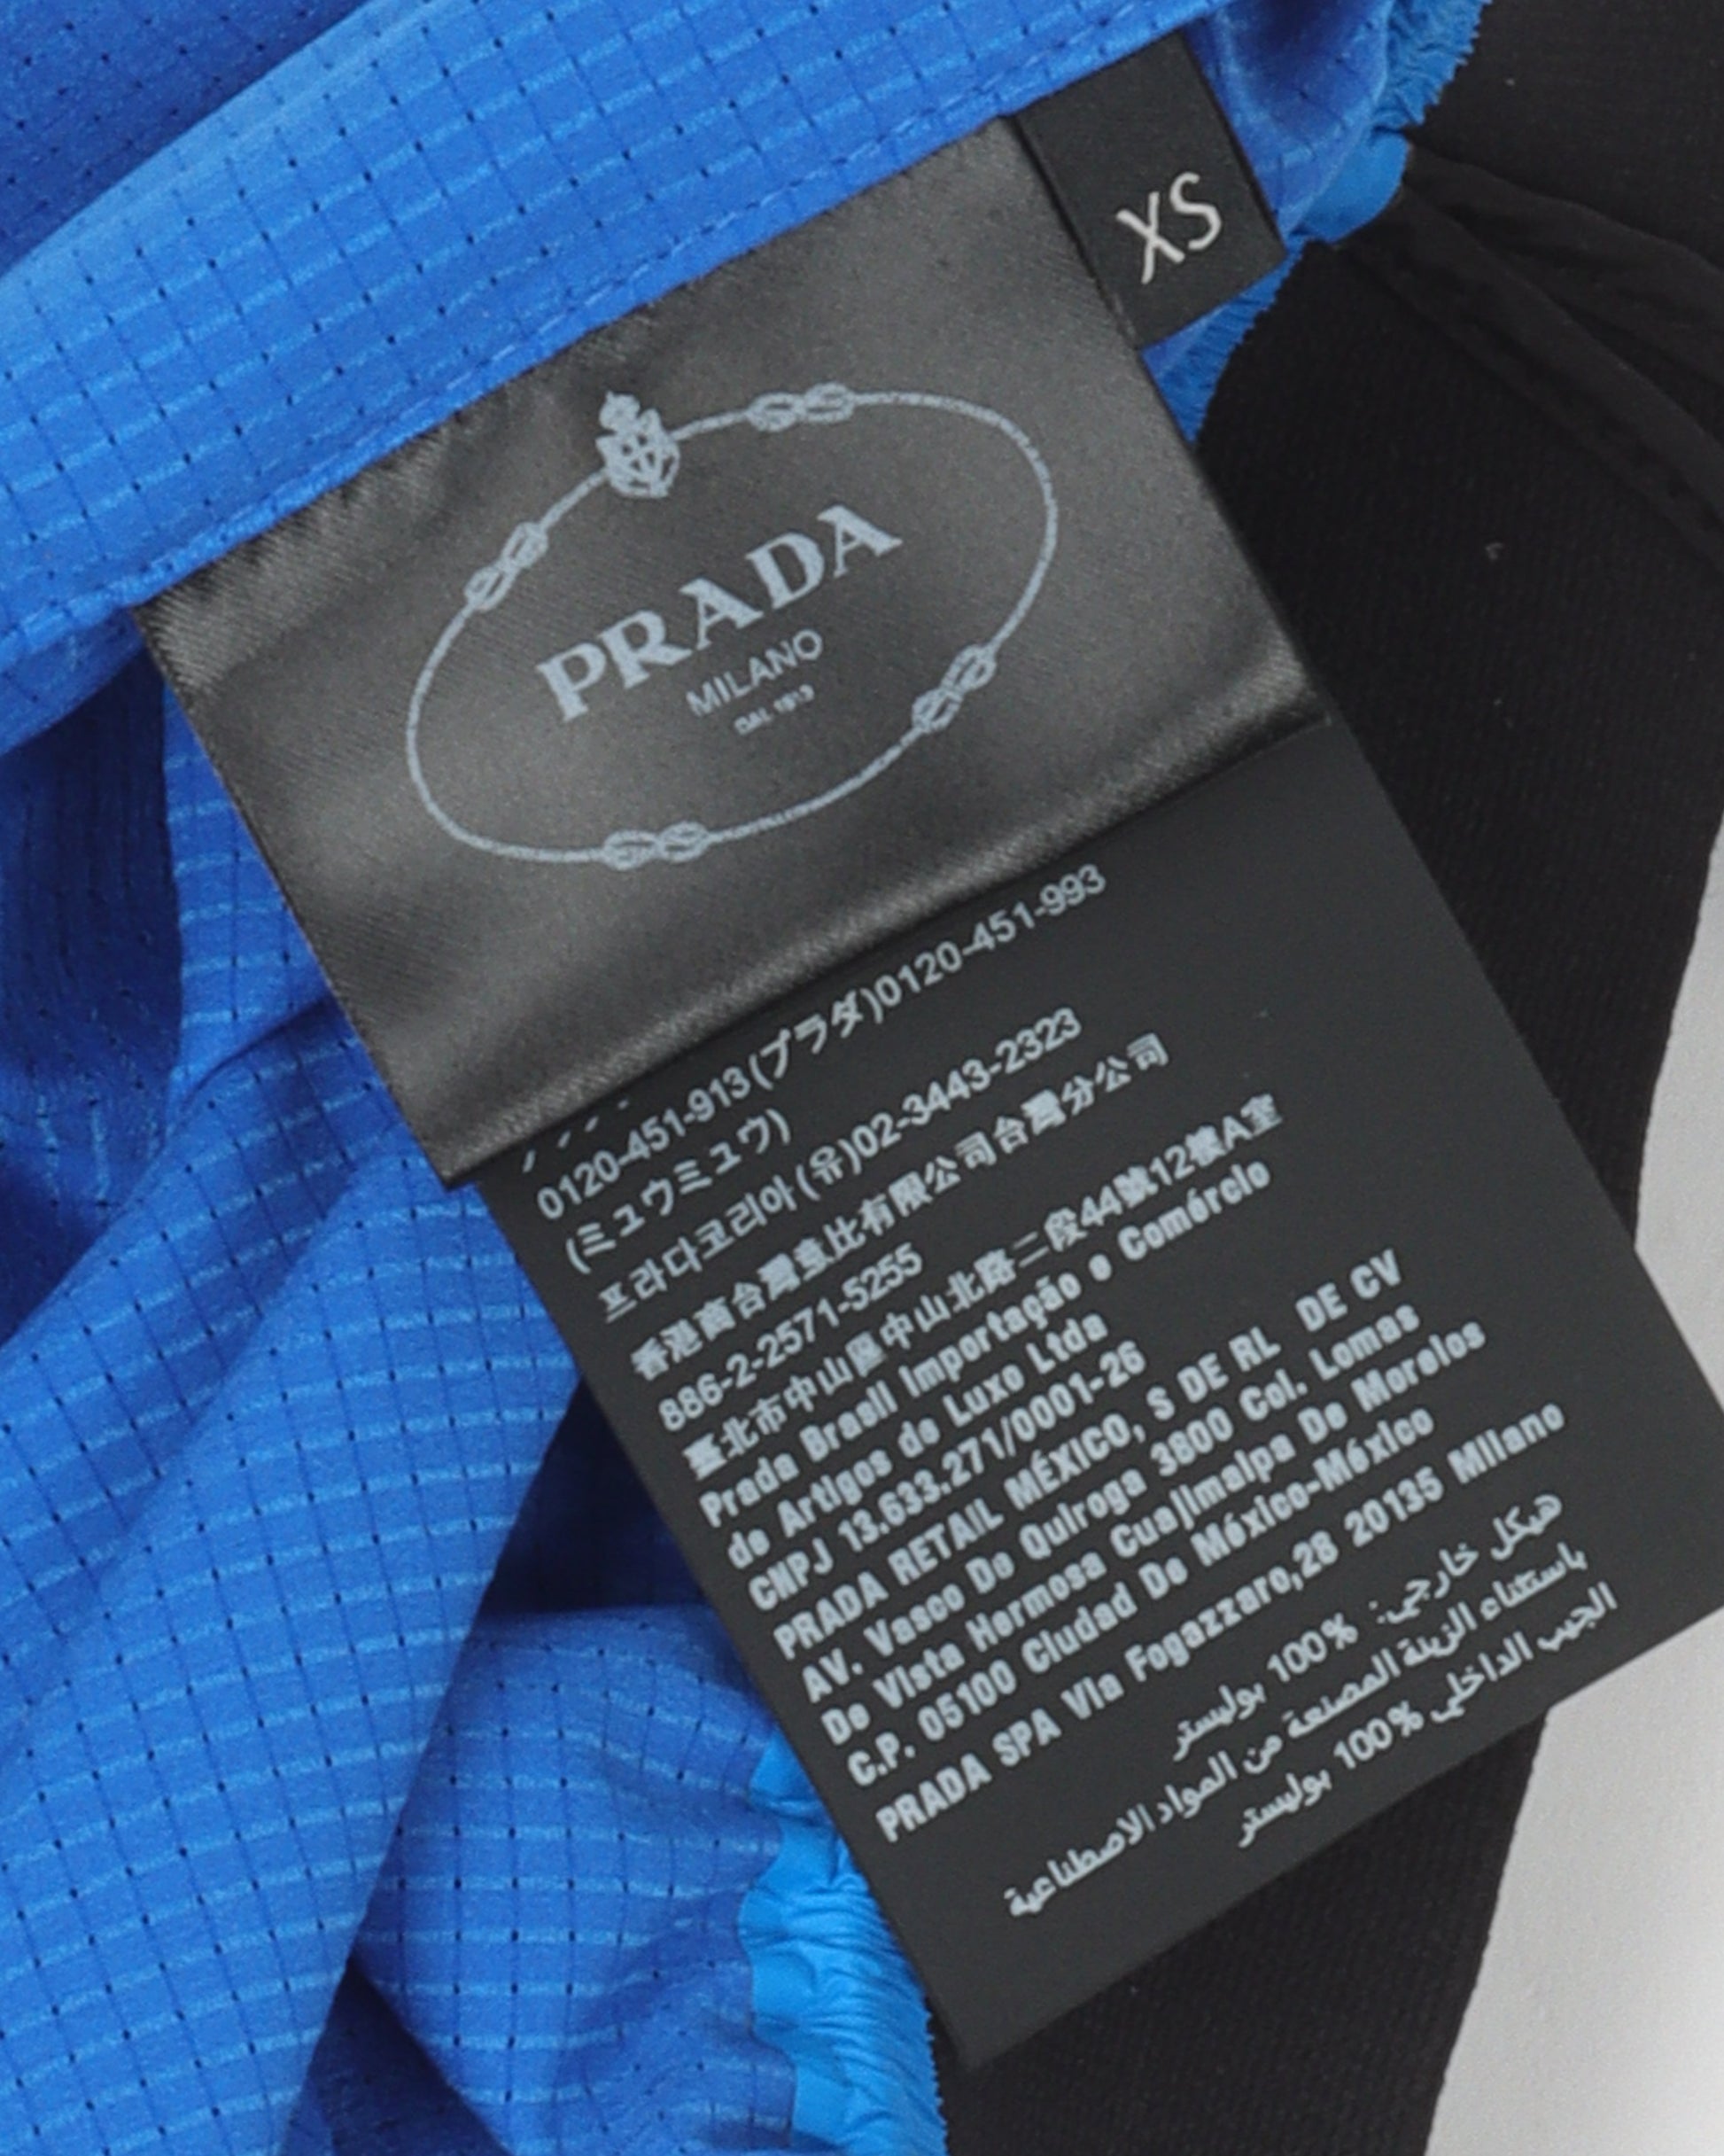 XS
PRADA
MILANO
DAL 1913
0120-451-913(プラダ)0120-451-993
(ミュウミュウ)
프라다코리아(유)02-3443-2323
香港商台灣普比有限公司台灣分公司
886-2-2571-5255
臺北市中山區中山北路二段44號12樓A室
Prada Brasil Importação e Comércio
de Artigos de Luxo Ltda
CNPJ 13.633.271/0001-26
PRADA RETAIL MÉXICO, S DE RL DE CV
AV. Vasco De Quiroga 3800 Col. Lomas
De Vista Hermosa Cuajimalpa De Morelos
C.P. 05100 Ciudad De México-México
PRADA SPA Via Fogazzaro,28 20135 Milano
هيكل خارجي: 100% بوليستر
باستثناء الزينة المصنعة من المواد الاصطناعية
الجيب الداخلي 100% بوليستر